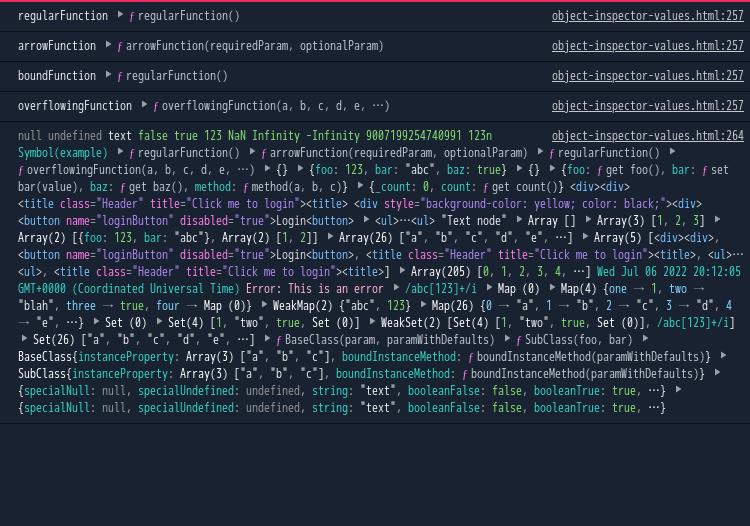 regularFunction ▶ ƒ regularFunction() object-inspector-values.html:257
arrowFunction ▶ ƒ arrowFunction(requiredParam, optionalParam) object-inspector-values.html:257
boundFunction ▶ ƒ regularFunction() object-inspector-values.html:257
overflowingFunction ▶ ƒ overflowingFunction(a, b, c, d, e, …) object-inspector-values.html:257
null undefined text false true 123 NaN Infinity -Infinity 9007199254740991 123n object-inspector-values.html:264
Symbol(example) ▶ ƒ regularFunction() ▶ ƒ arrowFunction(requiredParam, optionalParam) ▶ ƒ regularFunction() ▶
ƒ overflowingFunction(a, b, c, d, e, …) ▶ {} ▶ {foo: 123, bar: "abc", baz: true} ▶ {} ▶ {foo: ƒ get foo(), bar: ƒ set
bar(value), baz: ƒ get baz(), method: ƒ method(a, b, c)} ▶ {_count: 0, count: ƒ get count()} <div><div>
<title class="Header" title="Click me to login"><title> <div style="background-color: yellow; color: black;"><div>
<button name="loginButton" disabled="true">Login<button> ▶ <ul>⋯<ul> "Text node" ▶ Array [] ▶ Array(3) [1, 2, 3] ▶
Array(2) [{foo: 123, bar: "abc"}, Array(2) [1, 2]] ▶ Array(26) ["a", "b", "c", "d", "e", …] ▶ Array(5) [<div><div>,
<button name="loginButton" disabled="true">Login<button>, <title class="Header" title="Click me to login"><title>, <ul>⋯
<ul>, <title class="Header" title="Click me to login"><title>] ▶ Array(205) [0, 1, 2, 3, 4, …] Wed Jul 06 2022 20:12:05
GMT+0000 (Coordinated Universal Time) Error: This is an error ▶ /abc[123]+/i ▶ Map (0) ▶ Map(4) {one → 1, two →
"blah", three → true, four → Map (0)} ▶ WeakMap(2) {"abc", 123} ▶ Map(26) {0 → "a", 1 → "b", 2 → "c", 3 → "d", 4
→ "e", …} ▶ Set (0) ▶ Set(4) [1, "two", true, Set (0)] ▶ WeakSet(2) [Set(4) [1, "two", true, Set (0)], /abc[123]+/i]
▶ Set(26) ["a", "b", "c", "d", "e", …] ▶ ƒ BaseClass(param, paramWithDefaults) ▶ ƒ SubClass(foo, bar) ▶
BaseClass{instanceProperty: Array(3) ["a", "b", "c"], boundInstanceMethod: ƒ boundInstanceMethod(paramWithDefaults)} ▶
SubClass{instanceProperty: Array(3) ["a", "b", "c"], boundInstanceMethod: ƒ boundInstanceMethod(paramWithDefaults)} ▶
{specialNull: null, specialUndefined: undefined, string: "text", booleanFalse: false, booleanTrue: true, …} ▶
{specialNull: null, specialUndefined: undefined, string: "text", booleanFalse: false, booleanTrue: true, …}